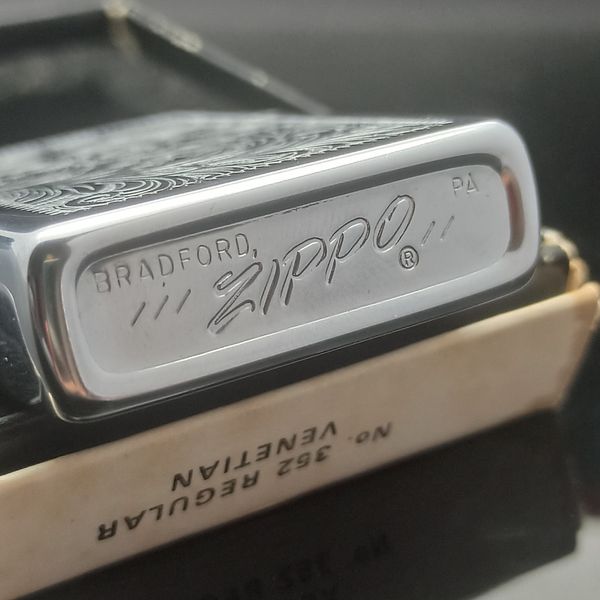 BRADFORD, PA
/// Zippo ® //
No. 352 REGULAR
VENETIAN